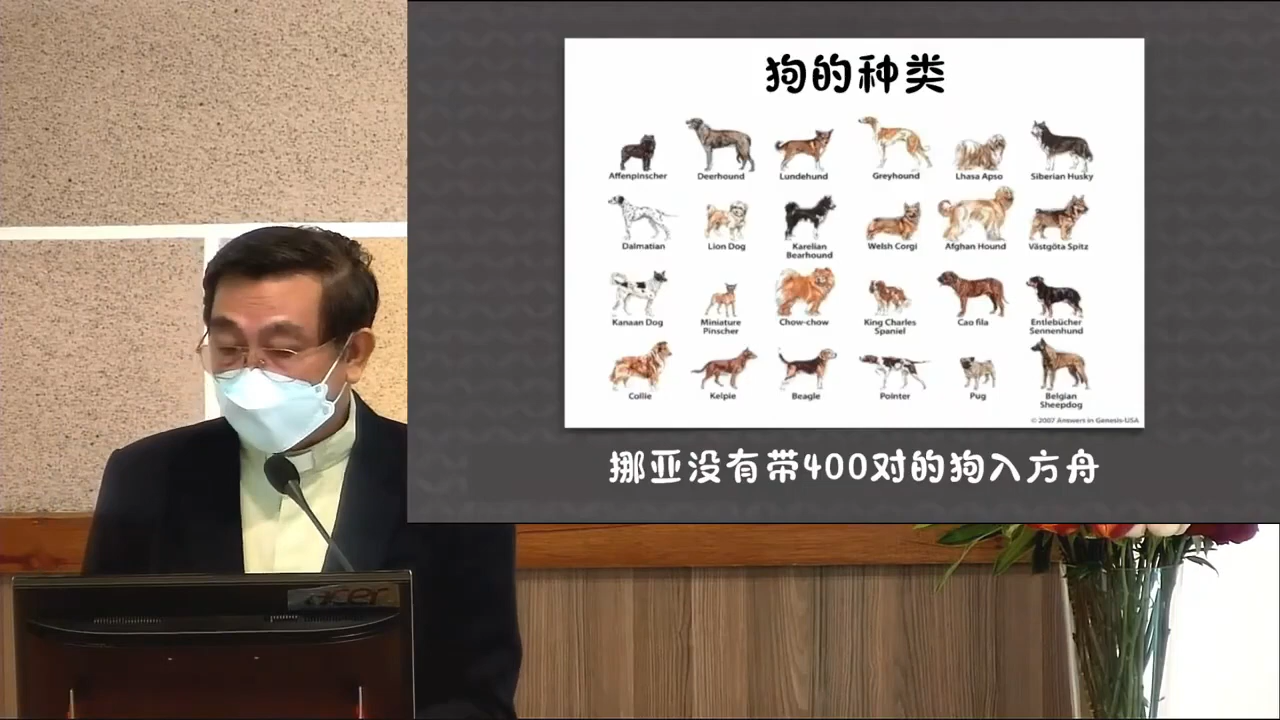 狗的种类
Affenpinscher Deerhound Lundehund Greyhound Lhasa Apso Siberian Husky
Dalmatian Lion Dog Karelian Bearhound Welsh Corgi Afghan Hound Västgöta Spitz
Kanaan Dog Miniature Pinscher Chow-chow King Charles Spaniel Cao fila Entlebücher Sennenhund
Collie Kelpie Beagle Pointer Pug Belgian Sheepdog
© 2007 Answers in Genesis-USA
挪亚没有带400对的狗入方舟
acer